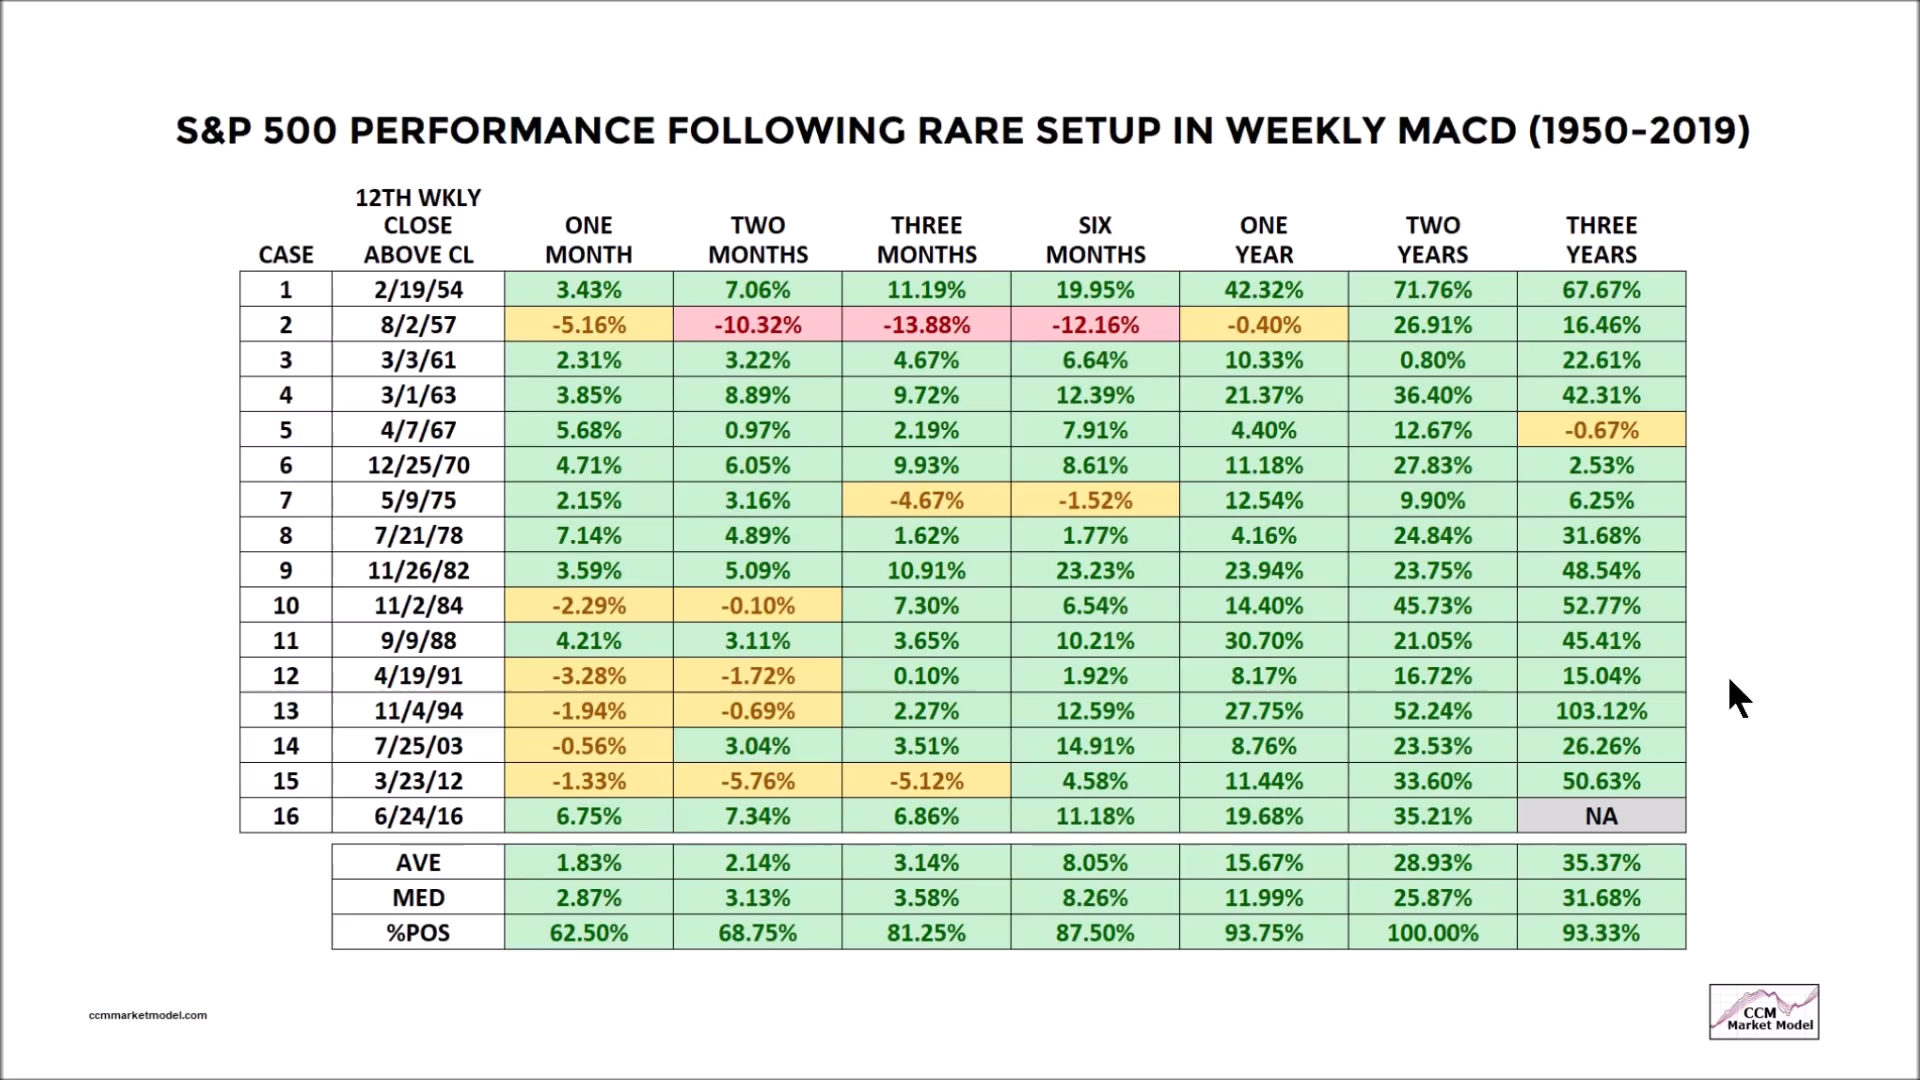 S&P 500 PERFORMANCE FOLLOWING RARE SETUP IN WEEKLY MACD (1950-2019)
CASE 12TH WKLY CLOSE ABOVE CL ONE MONTH TWO MONTHS THREE MONTHS SIX MONTHS ONE YEAR TWO YEARS THREE YEARS
1 2/19/54 3.43% 7.06% 11.19% 19.95% 42.32% 71.76% 67.67%
2 8/2/57 -5.16% -10.32% -13.88% -12.16% -0.40% 26.91% 16.46%
3 3/3/61 2.31% 3.22% 4.67% 6.64% 10.33% 0.80% 22.61%
4 3/1/63 3.85% 8.89% 9.72% 12.39% 21.37% 36.40% 42.31%
5 4/7/67 5.68% 0.97% 2.19% 7.91% 4.40% 12.67% -0.67%
6 12/25/70 4.71% 6.05% 9.93% 8.61% 11.18% 27.83% 2.53%
7 5/9/75 2.15% 3.16% -4.67% -1.52% 12.54% 9.90% 6.25%
8 7/21/78 7.14% 4.89% 1.62% 1.77% 4.16% 24.84% 31.68%
9 11/26/82 3.59% 5.09% 10.91% 23.23% 23.94% 23.75% 48.54%
10 11/2/84 -2.29% -0.10% 7.30% 6.54% 14.40% 45.73% 52.77%
11 9/9/88 4.21% 3.11% 3.65% 10.21% 30.70% 21.05% 45.41%
12 4/19/91 -3.28% -1.72% 0.10% 1.92% 8.17% 16.72% 15.04%
13 11/4/94 -1.94% -0.69% 2.27% 12.59% 27.75% 52.24% 103.12%
14 7/25/03 -0.56% 3.04% 3.51% 14.91% 8.76% 23.53% 26.26%
15 3/23/12 -1.33% -5.76% -5.12% 4.58% 11.44% 33.60% 50.63%
16 6/24/16 6.75% 7.34% 6.86% 11.18% 19.68% 35.21% NA
AVE 1.83% 2.14% 3.14% 8.05% 15.67% 28.93% 35.37%
MED 2.87% 3.13% 3.58% 8.26% 11.99% 25.87% 31.68%
%POS 62.50% 68.75% 81.25% 87.50% 93.75% 100.00% 93.33%
ccmmarketmodel.com
CCM
Market Model